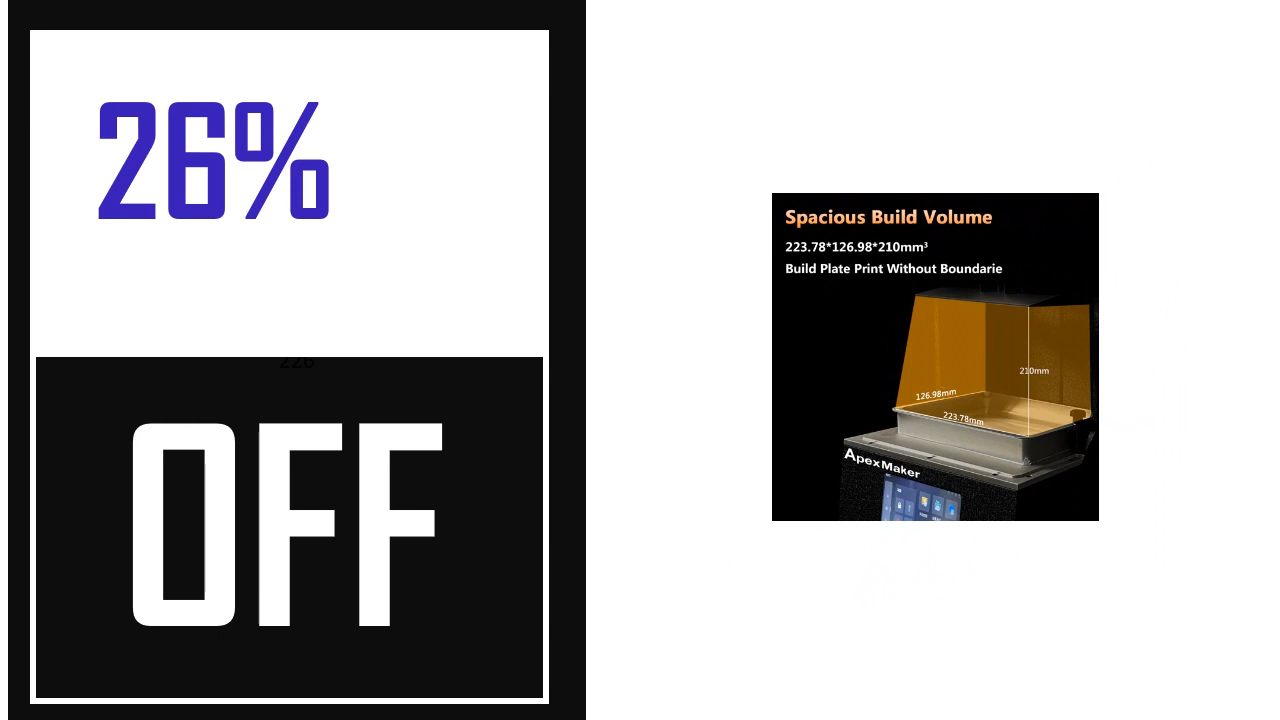 26%
226
OFF
Spacious Build Volume
223.78*126.98*210mm³
Build Plate Print Without Boundarie
210mm
126.98mm
223.78mm
ApexMaker